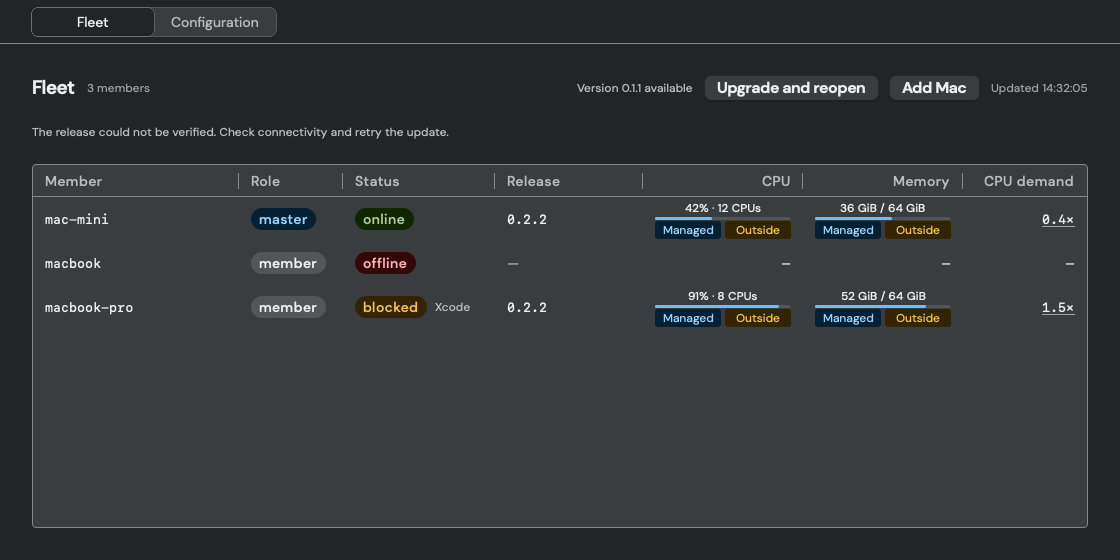 Fleet Configuration
Fleet 3 members Version 0.1.1 available Upgrade and reopen Add Mac Updated 14:32:05
The release could not be verified. Check connectivity and retry the update.
Member Role Status Release CPU Memory CPU demand
mac-mini master online 0.2.2 42% · 12 CPUs Managed Outside 36 GiB / 64 GiB Managed Outside 0.4×
macbook member offline — — — —
macbook-pro member blocked Xcode 0.2.2 91% · 8 CPUs Managed Outside 52 GiB / 64 GiB Managed Outside 1.5×